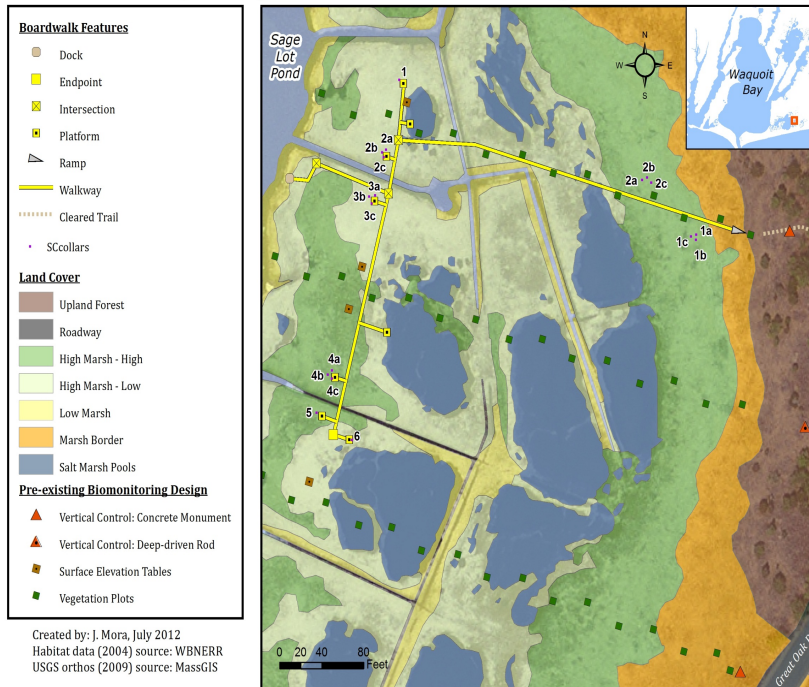 Boardwalk Features
Dock
Endpoint
Intersection
Platform
Ramp
Walkway
Cleared Trail
SCcollars
Land Cover
Upland Forest
Roadway
High Marsh - High
High Marsh - Low
Low Marsh
Marsh Border
Salt Marsh Pools
Pre-existing Biomonitoring Design
Vertical Control: Concrete Monument
Vertical Control: Deep-driven Rod
Surface Elevation Tables
Vegetation Plots
Created by: J. Mora, July 2012
Habitat data (2004) source: WBNERR
USGS orthos (2009) source: MassGIS
Sage
Lot
Pond
N
W E
S
Waquoit
Bay
1
2a
2b
2c
3a
3b
3c
2b
2a 2c
1a
1c
1b
4a
4b
4c
5
6
0 20 40 80
Feet
Great Oak